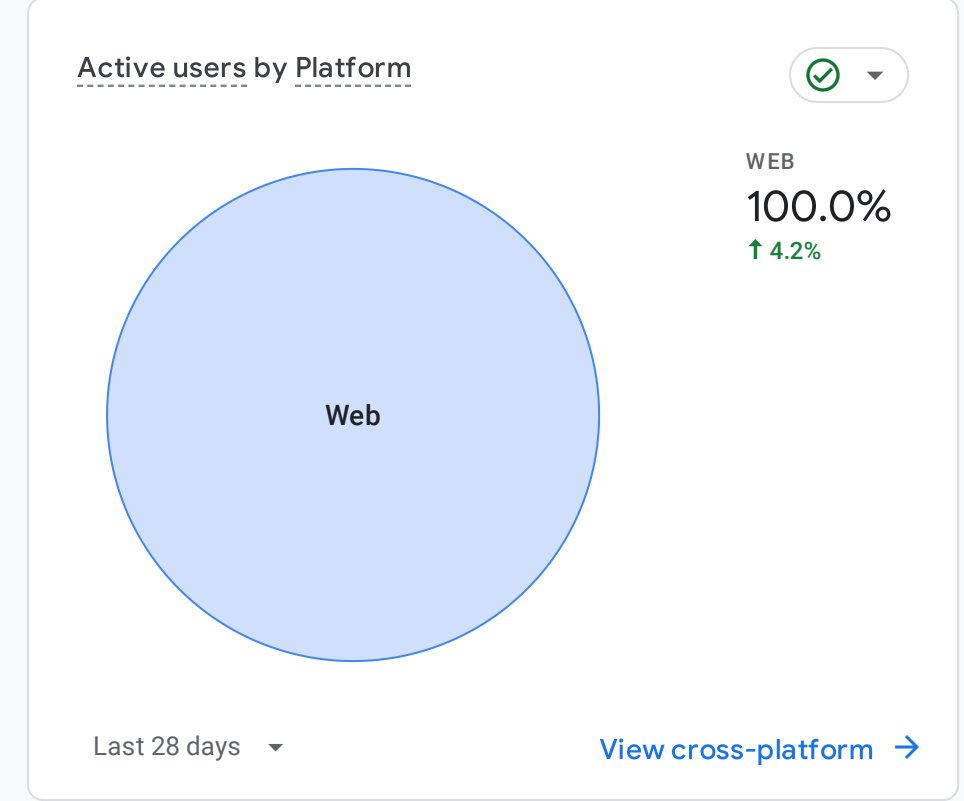 Active users by Platform
WEB
100.0%
↑ 4.2%
Web
Last 28 days
View cross-platform →